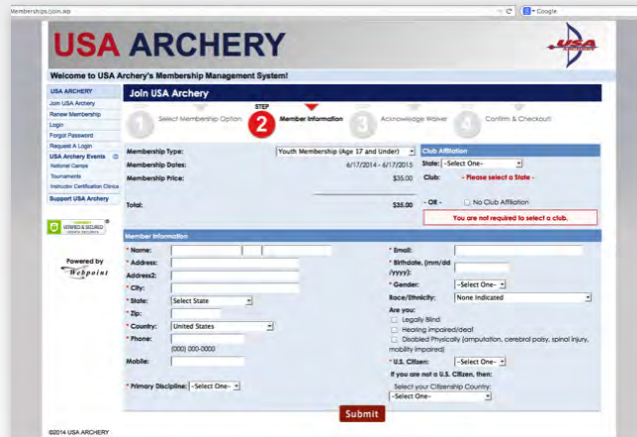 Memberships/join.wp
Google
USA ARCHERY
USA
ARCHERY
Welcome to USA Archery's Membership Management System!
USA ARCHERY
Join USA Archery
Renew Membership
Login
Forgot Password
Request A Login
USA Archery Events
National Camps
Tournaments
Instructor Certification Clinics
Support USA Archery
VERIFIED & SECURED
Powered by
Webpoint
Join USA Archery
STEP
1 Select Membership Option
2 Member Information
3 Acknowledge Waiver
4 Confirm & Checkout!
Membership Type: Youth Membership (Age 17 and Under)
Membership Dates: 6/17/2014 - 6/17/2015
Membership Price: $35.00
Total: $35.00
Club Affiliation
State: -Select One-
Club: - Please select a State -
- OR - No Club Affiliation
You are not required to select a club.
Member Information
* Name:
* Address:
Address2:
* City:
* State: Select State
* Zip:
* Country: United States
* Phone:
(000) 000-0000
Mobile:
* Primary Discipline: -Select One-
* Email:
* Birthdate, (mm/dd
/yyyy):
* Gender: -Select One-
Race/Ethnicity: None Indicated
Are you:
Legally Blind
Hearing impaired/deaf
Disabled Physically (amputation, cerebral palsy, spinal injury,
mobility impaired)
* U.S. Citizen: -Select One-
If you are not a U.S. Citizen, then:
Select your Citizenship Country:
-Select One-
Submit
©2014 USA ARCHERY